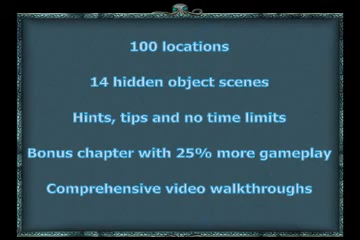 100 locations
14 hidden object scenes
Hints, tips and no time limits
Bonus chapter with 25% more gameplay
Comprehensive video walkthroughs